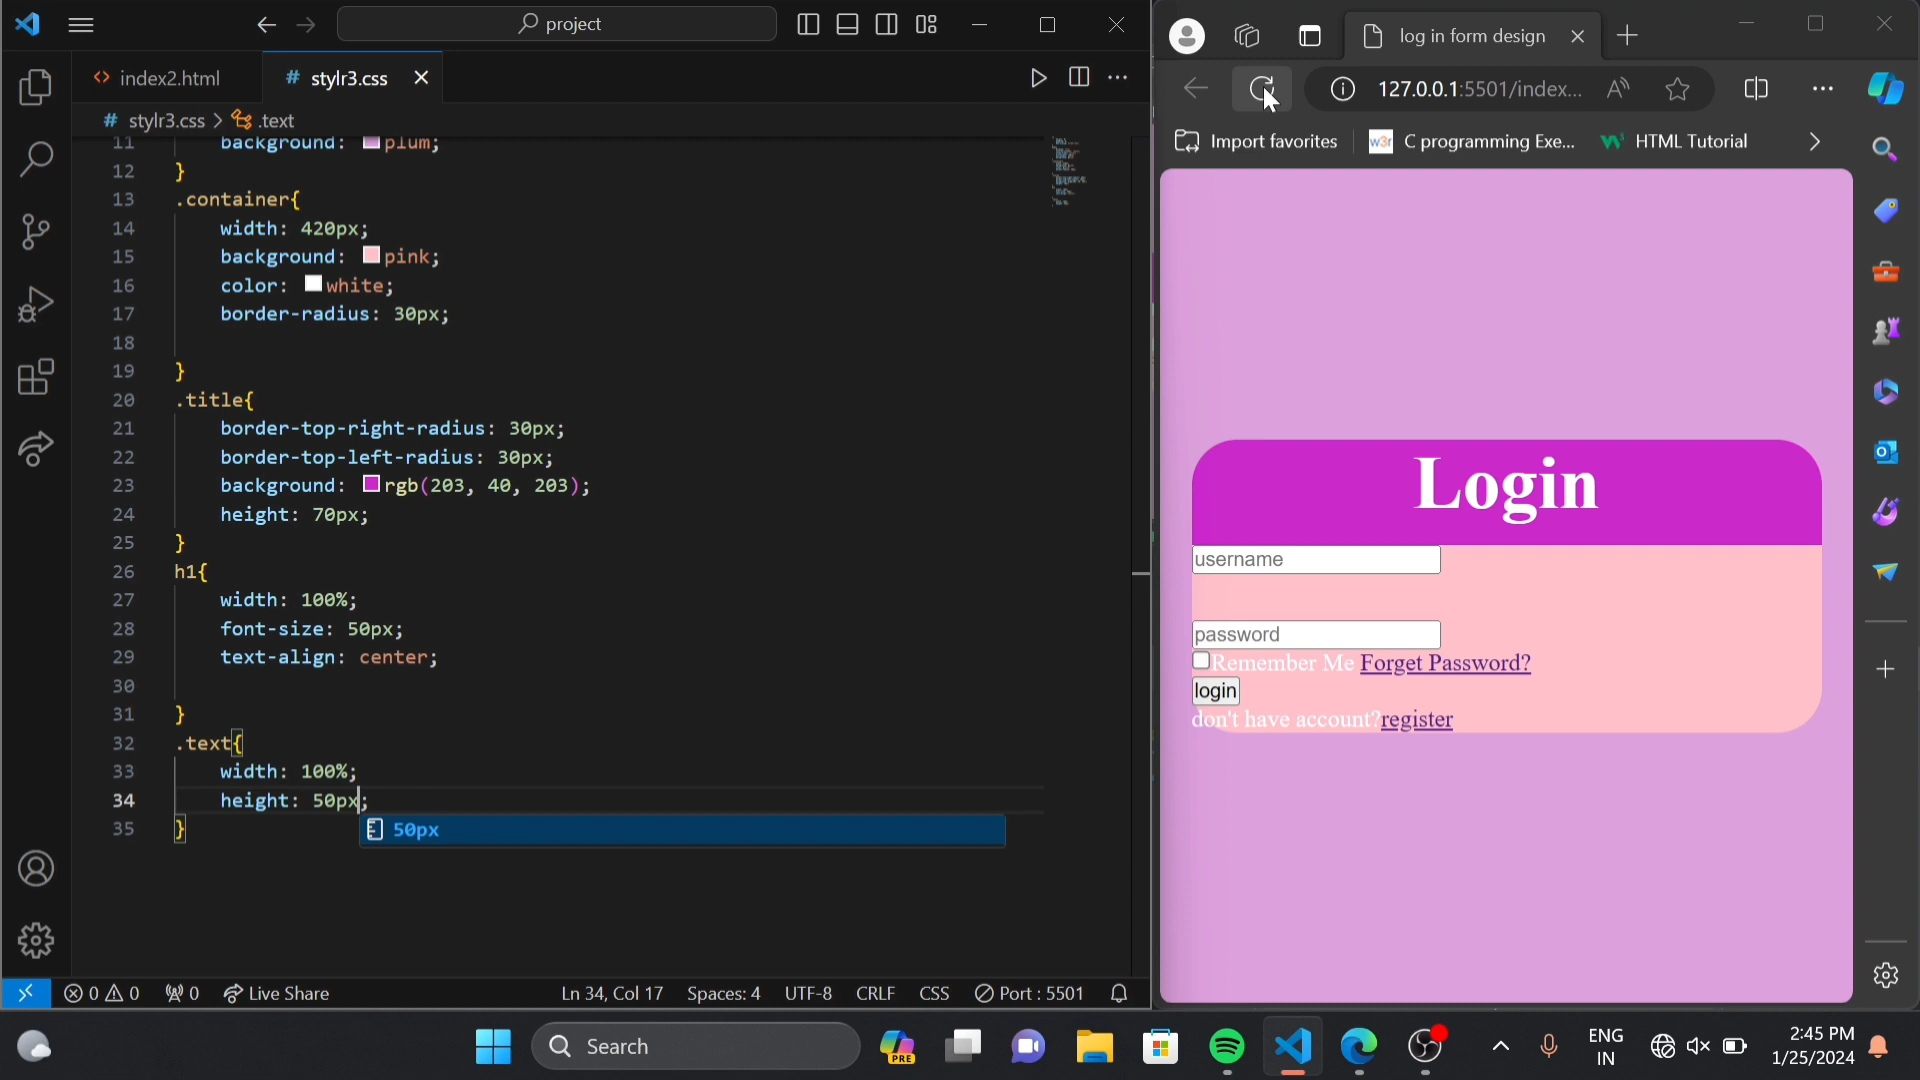 project
index2.html
# stylr3.css
# stylr3.css > .text
11 background: plum;
12 }
13 .container{
14 width: 420px;
15 background: pink;
16 color: white;
17 border-radius: 30px;
18
19 }
20 .title{
21 border-top-right-radius: 30px;
22 border-top-left-radius: 30px;
23 background: rgb(203, 40, 203);
24 height: 70px;
25 }
26 h1{
27 width: 100%;
28 font-size: 50px;
29 text-align: center;
30
31 }
32 .text{
33 width: 100%;
34 height: 50px;
35 }
50px
0 0 0 Live Share
Ln 34, Col 17 Spaces: 4 UTF-8 CRLF CSS Port : 5501
log in form design
127.0.0.1:5501/index...
Import favorites w3r C programming Exe... HTML Tutorial
Login
username
password
Remember Me Forget Password?
login
don't have account?register
Search
PRE
ENG
IN
2:45 PM
1/25/2024